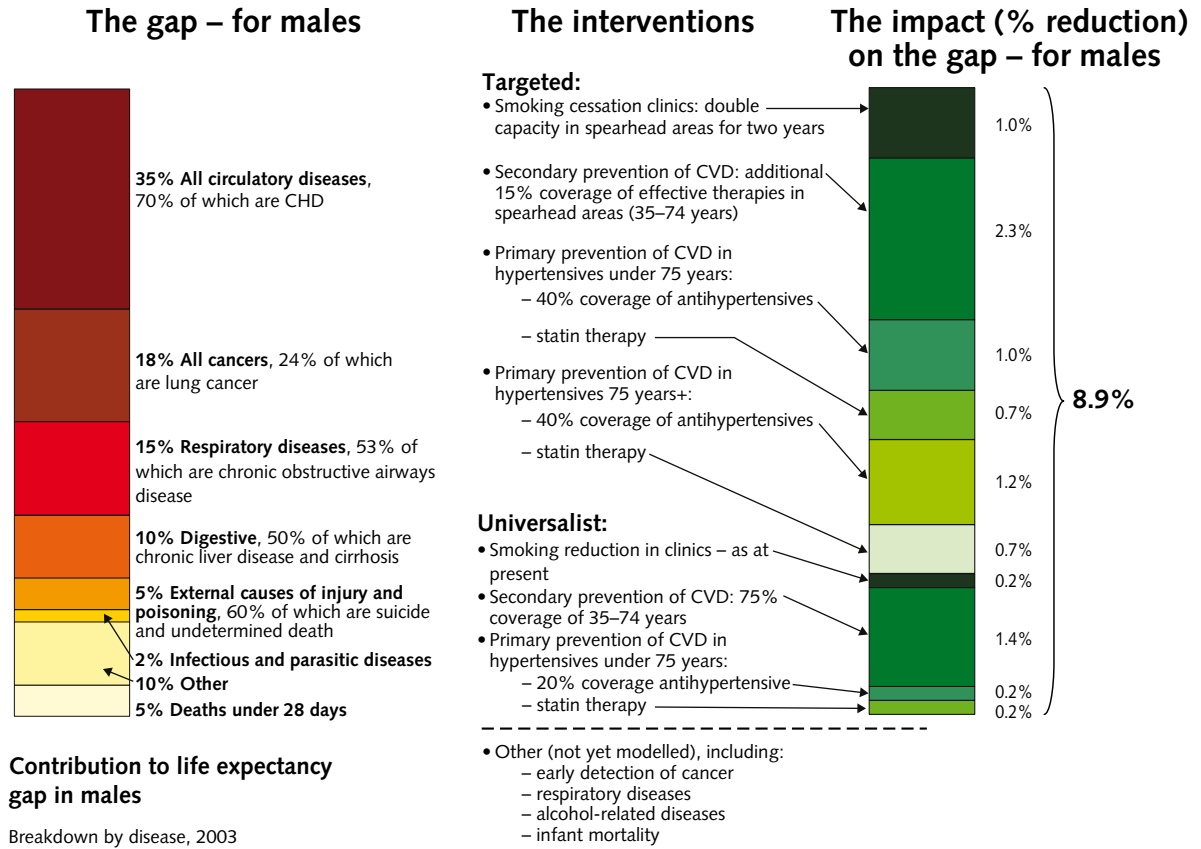 The gap – for males
35% All circulatory diseases,
70% of which are CHD
18% All cancers, 24% of which
are lung cancer
15% Respiratory diseases, 53% of
which are chronic obstructive airways
disease
10% Digestive, 50% of which are
chronic liver disease and cirrhosis
5% External causes of injury and
poisoning, 60% of which are suicide
and undetermined death
2% Infectious and parasitic diseases
10% Other
5% Deaths under 28 days
Contribution to life expectancy
gap in males
Breakdown by disease, 2003
The interventions
Targeted:
• Smoking cessation clinics: double
capacity in spearhead areas for two years
• Secondary prevention of CVD: additional
15% coverage of effective therapies in
spearhead areas (35–74 years)
• Primary prevention of CVD in
hypertensives under 75 years:
– 40% coverage of antihypertensives
– statin therapy
• Primary prevention of CVD in
hypertensives 75 years+:
– 40% coverage of antihypertensives
– statin therapy
Universalist:
• Smoking reduction in clinics – as at
present
• Secondary prevention of CVD: 75%
coverage of 35–74 years
• Primary prevention of CVD in
hypertensives under 75 years:
– 20% coverage antihypertensive
– statin therapy
• Other (not yet modelled), including:
– early detection of cancer
– respiratory diseases
– alcohol-related diseases
– infant mortality
The impact (% reduction)
on the gap – for males
1.0%
2.3%
1.0%
0.7%
1.2%
0.7%
0.2%
1.4%
0.2%
0.2%
8.9%